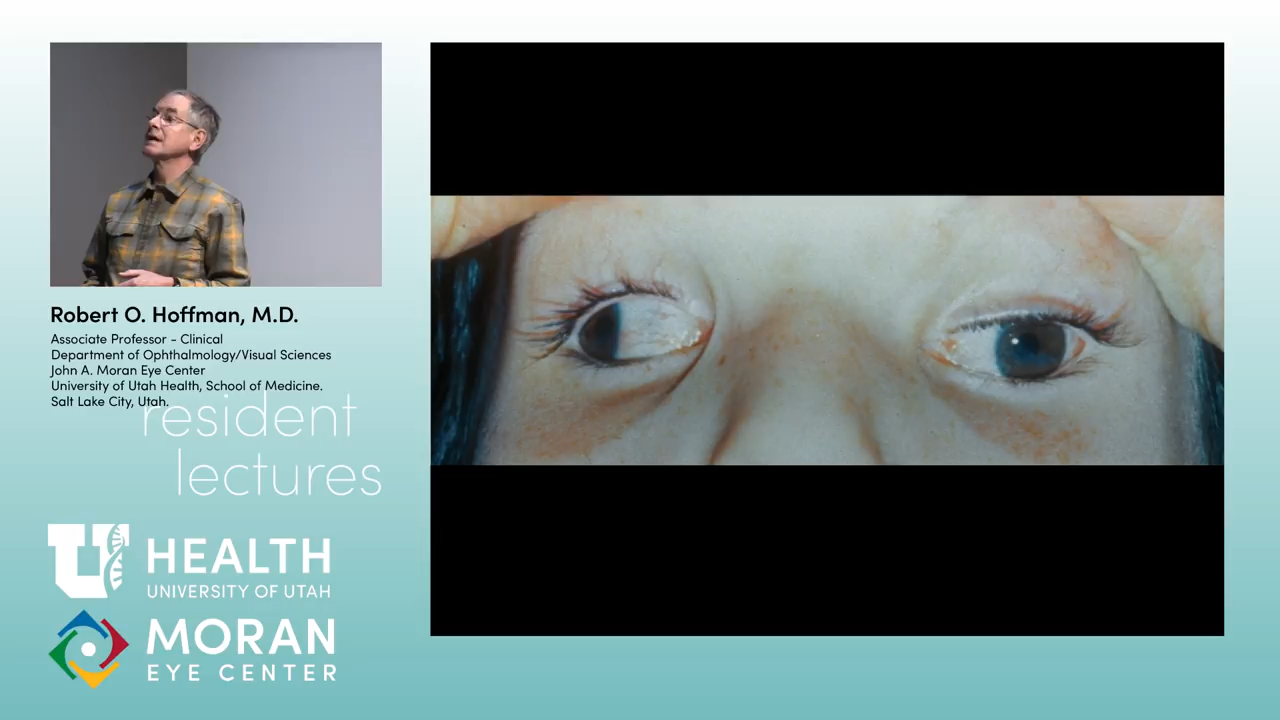 Robert O. Hoffman, M.D.
Associate Professor - Clinical
Department of Ophthalmology/Visual Sciences
John A. Moran Eye Center
University of Utah Health, School of Medicine.
Salt Lake City, Utah.
resident
lectures
U HEALTH
UNIVERSITY OF UTAH
MORAN
EYE CENTER